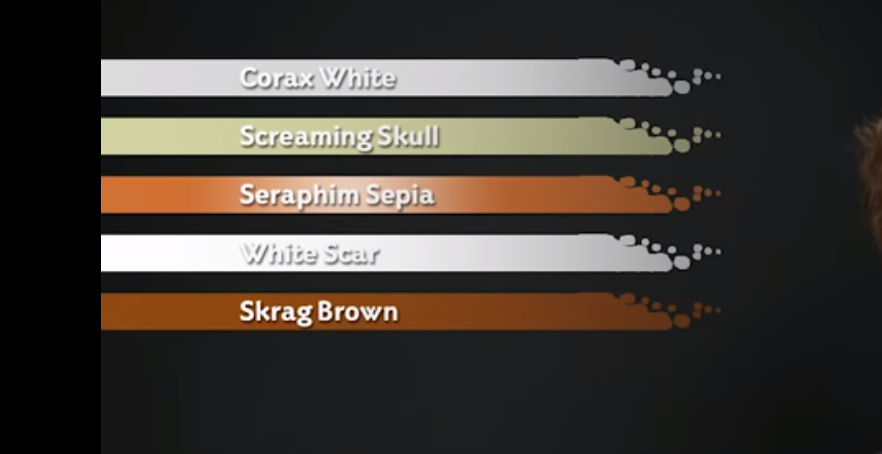 Corax White
Screaming Skull
Seraphim Sepia
White Scar
Skrag Brown